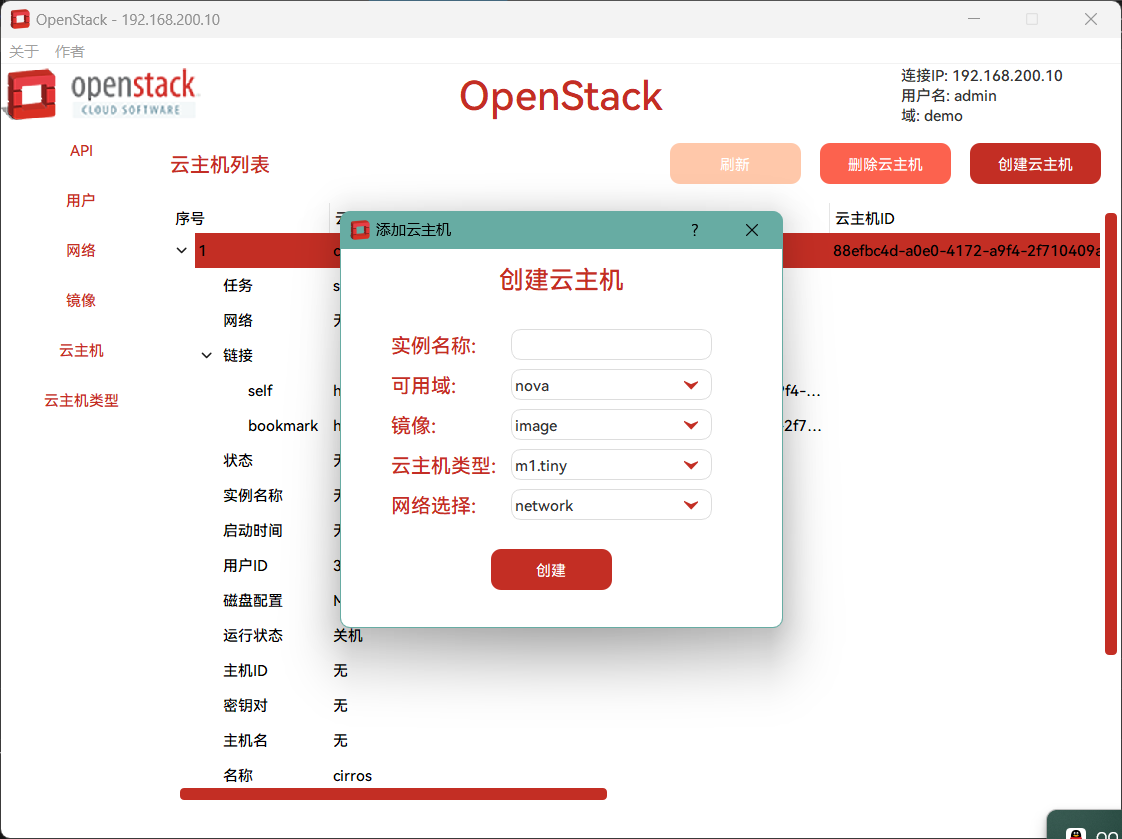 OpenStack - 192.168.200.10
关于 作者
openstack
CLOUD SOFTWARE
OpenStack
连接IP: 192.168.200.10
用户名: admin
域: demo
API
用户
网络
镜像
云主机
云主机类型
云主机列表
刷新
删除云主机
创建云主机
序号
云主机ID
1
88efbc4d-a0e0-4172-a9f4-2f710409a
任务
网络
链接
self
h
f4-...
bookmark
h
2f7...
状态
实例名称
启动时间
用户ID
3
磁盘配置
运行状态 关机
主机ID 无
密钥对 无
主机名 无
名称 cirros
添加云主机
?
创建云主机
实例名称:
可用域: nova
镜像: image
云主机类型: m1.tiny
网络选择: network
创建